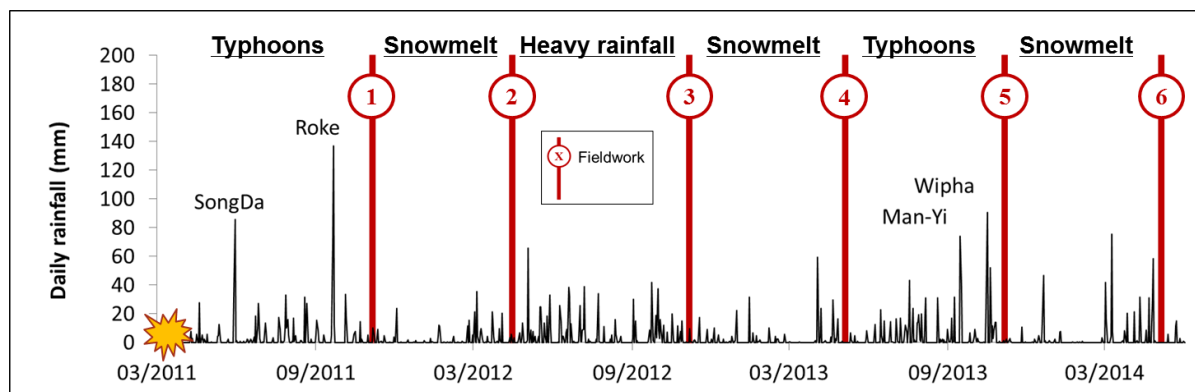 Typhoons Snowmelt Heavy rainfall Snowmelt Typhoons Snowmelt
200
180
160
140
120
100
80
60
40
20
0
Daily rainfall (mm)
1 2 3 4 5 6
Roke
X Fieldwork
SongDa
Wipha
Man-Yi
03/2011 09/2011 03/2012 09/2012 03/2013 09/2013 03/2014